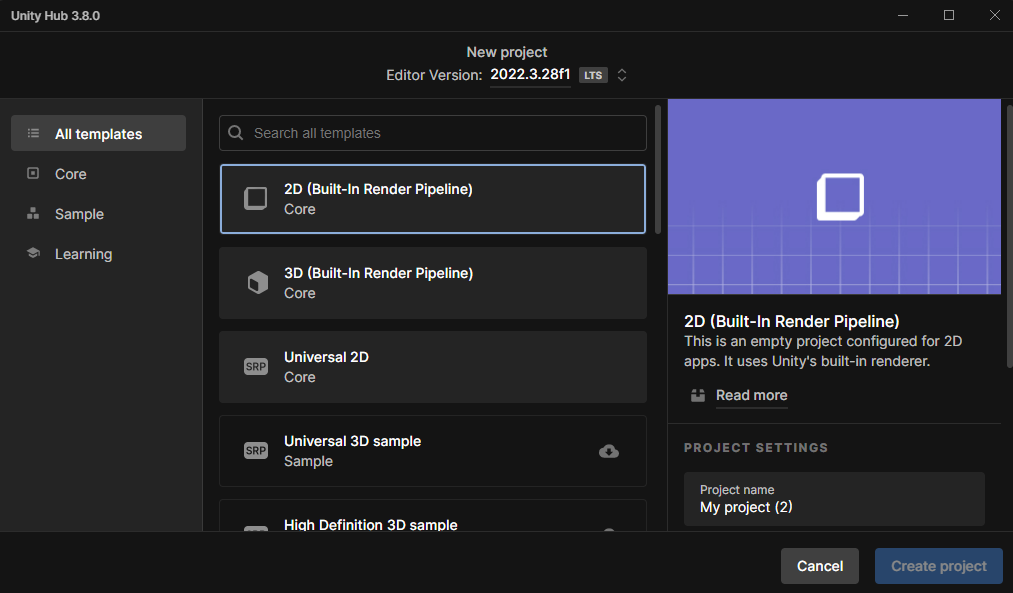 Unity Hub 3.8.0
New project
Editor Version: 2022.3.28f1 LTS
All templates
Core
Sample
Learning
Search all templates
2D (Built-In Render Pipeline)
Core
3D (Built-In Render Pipeline)
Core
SRP
Universal 2D
Core
SRP
Universal 3D sample
Sample
High Definition 3D sample
2D (Built-In Render Pipeline)
This is an empty project configured for 2D
apps. It uses Unity's built-in renderer.
Read more
PROJECT SETTINGS
Project name
My project (2)
Cancel
Create project